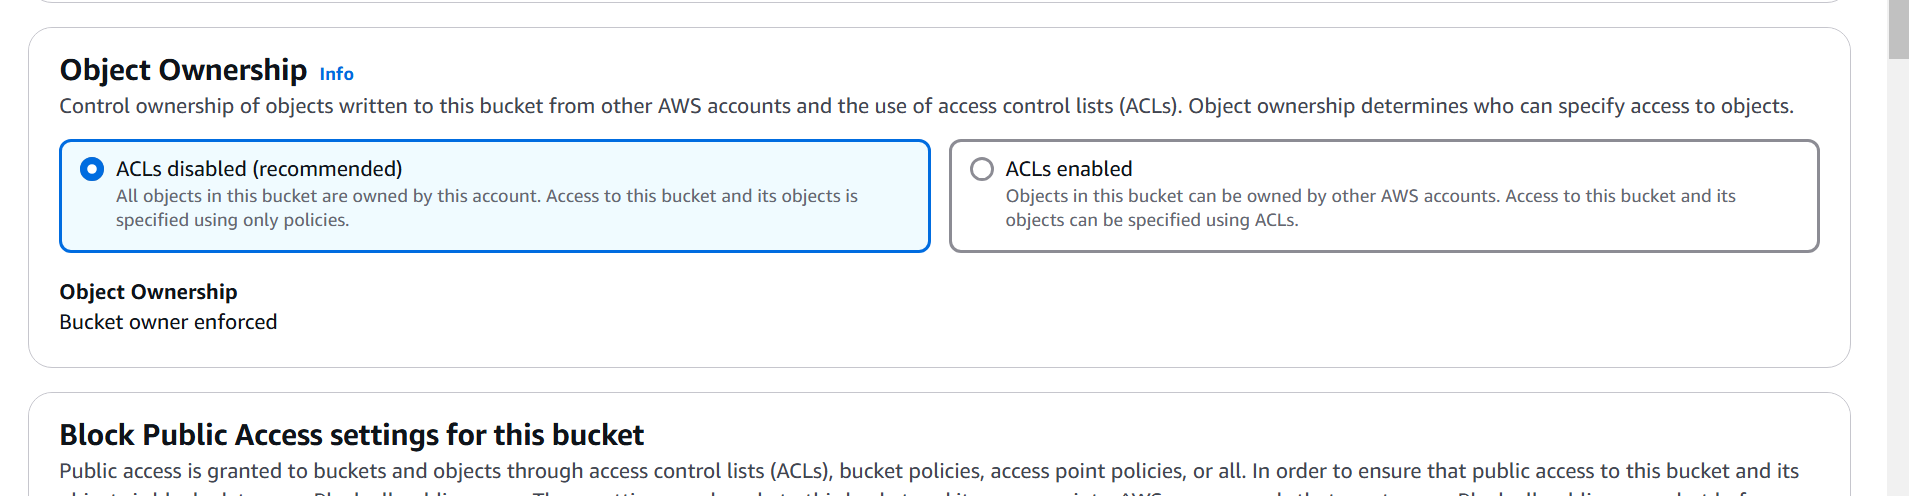 Object Ownership Info
Control ownership of objects written to this bucket from other AWS accounts and the use of access control lists (ACLs). Object ownership determines who can specify access to objects.
ACLs disabled (recommended)
All objects in this bucket are owned by this account. Access to this bucket and its objects is
specified using only policies.
ACLs enabled
Objects in this bucket can be owned by other AWS accounts. Access to this bucket and its
objects can be specified using ACLs.
Object Ownership
Bucket owner enforced
Block Public Access settings for this bucket
Public access is granted to buckets and objects through access control lists (ACLs), bucket policies, access point policies, or all. In order to ensure that public access to this bucket and its